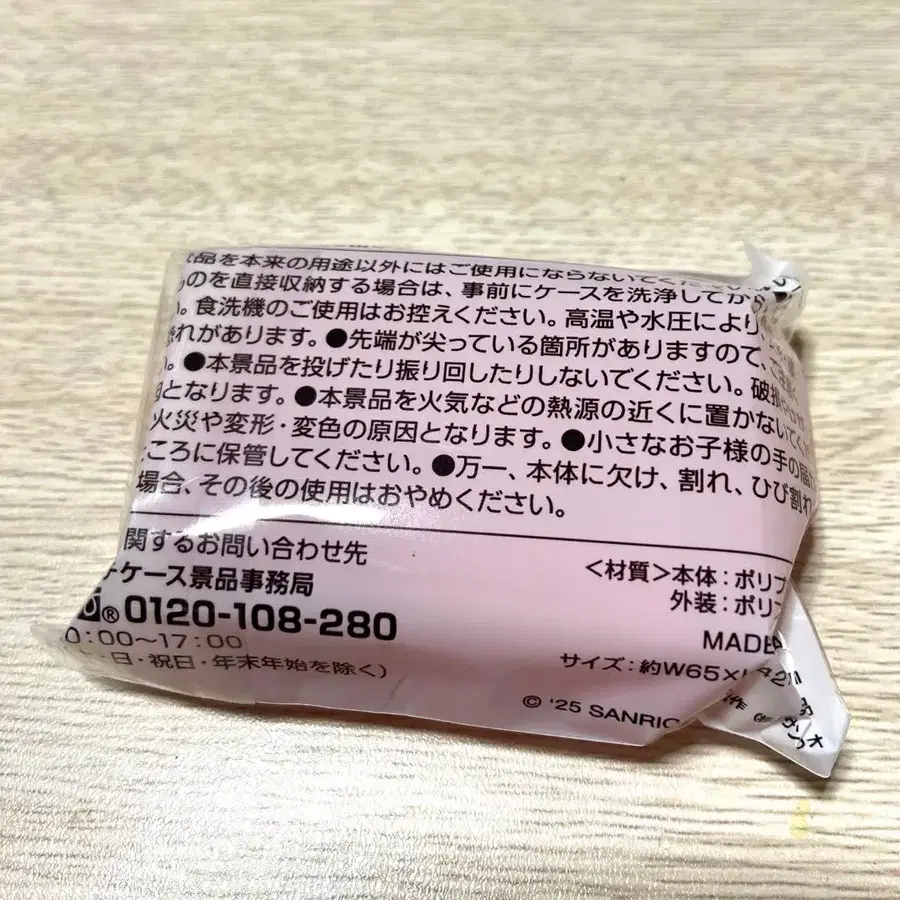 品を本来の用途以外にはご使用にならないでくださ
のを直接収納する場合は、事前にケースを洗浄してから
。食洗機のご使用はお控えください。高温や水圧により
れがあります。●先端が尖っている箇所がありますので、ご注意く
い。●本景品を投げたり振り回したりしないでください。破損や
となります。●本景品を火気などの熱源の近くに置かないでく
火災や変形・変色の原因となります。●小さなお子様の手の届
ころに保管してください。●万一、本体に欠け、割れ、ひび割れ
場合、その後の使用はおやめください。
関するお問い合わせ先
ケース景品事務局
®0120-108-280
0:00〜17:00
・日・祝日・年末年始を除く)
<材質>本体:ポリ
外装:ポリ
MADE
サイズ:約W65×
© '25 SANRIO